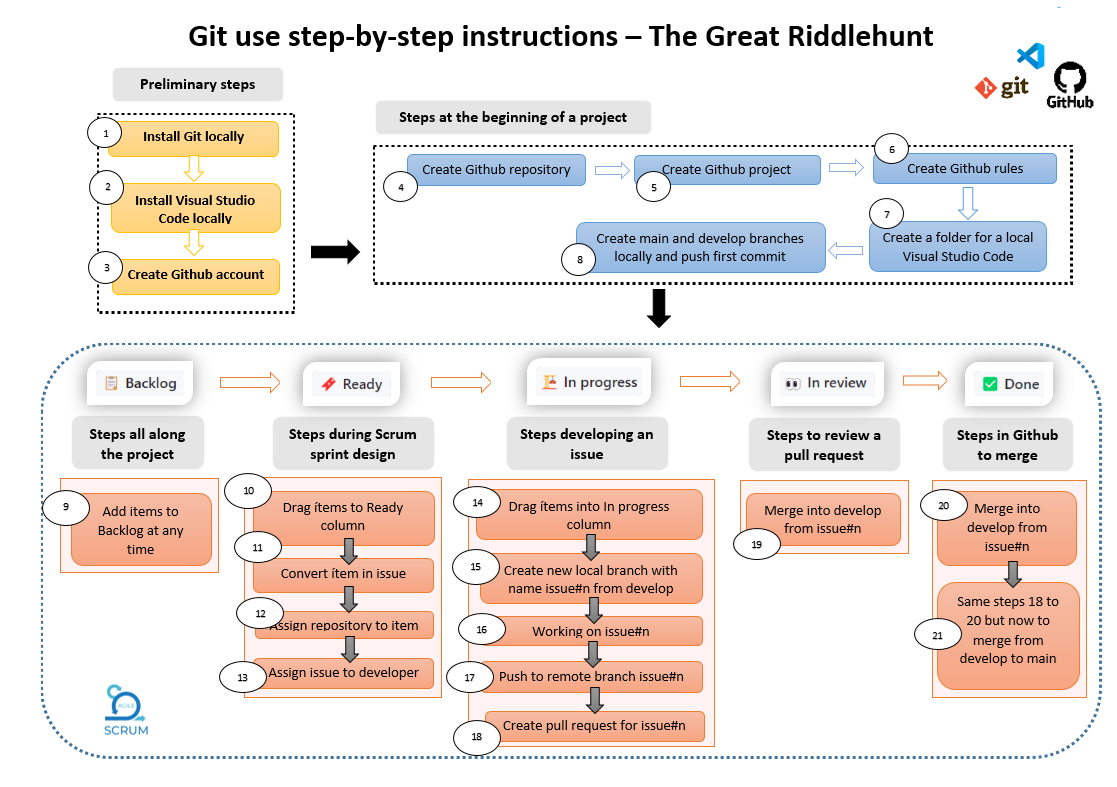 Git use step-by-step instructions – The Great Riddlehunt
git
GitHub
Preliminary steps
1
Install Git locally
2
Install Visual Studio
Code locally
3
Create Github account
Steps at the beginning of a project
4
Create Github repository
5
Create Github project
6
Create Github rules
7
Create a folder for a local
Visual Studio Code
8
Create main and develop branches
locally and push first commit
Backlog
Ready
In progress
In review
Done
Steps all along
the project
9
Add items to
Backlog at any
time
Steps during Scrum
sprint design
10
Drag ítems to Ready
column
11
Convert ítem in issue
12
Assign repository to item
13
Assign issue to developer
Steps developing an
issue
14
Drag ítems into In progress
column
15
Create new local branch with
name issue#n from develop
16
Working on issue#n
17
Push to remote branch issue#n
18
Create pull request for issue#n
Steps to review a
pull request
Merge into develop
from issue#n
19
Steps in Github
to merge
20
Merge into
develop from
issue#n
21
Same steps 18 to
20 but now to
merge from
develop to main
AGILE
SCRUM